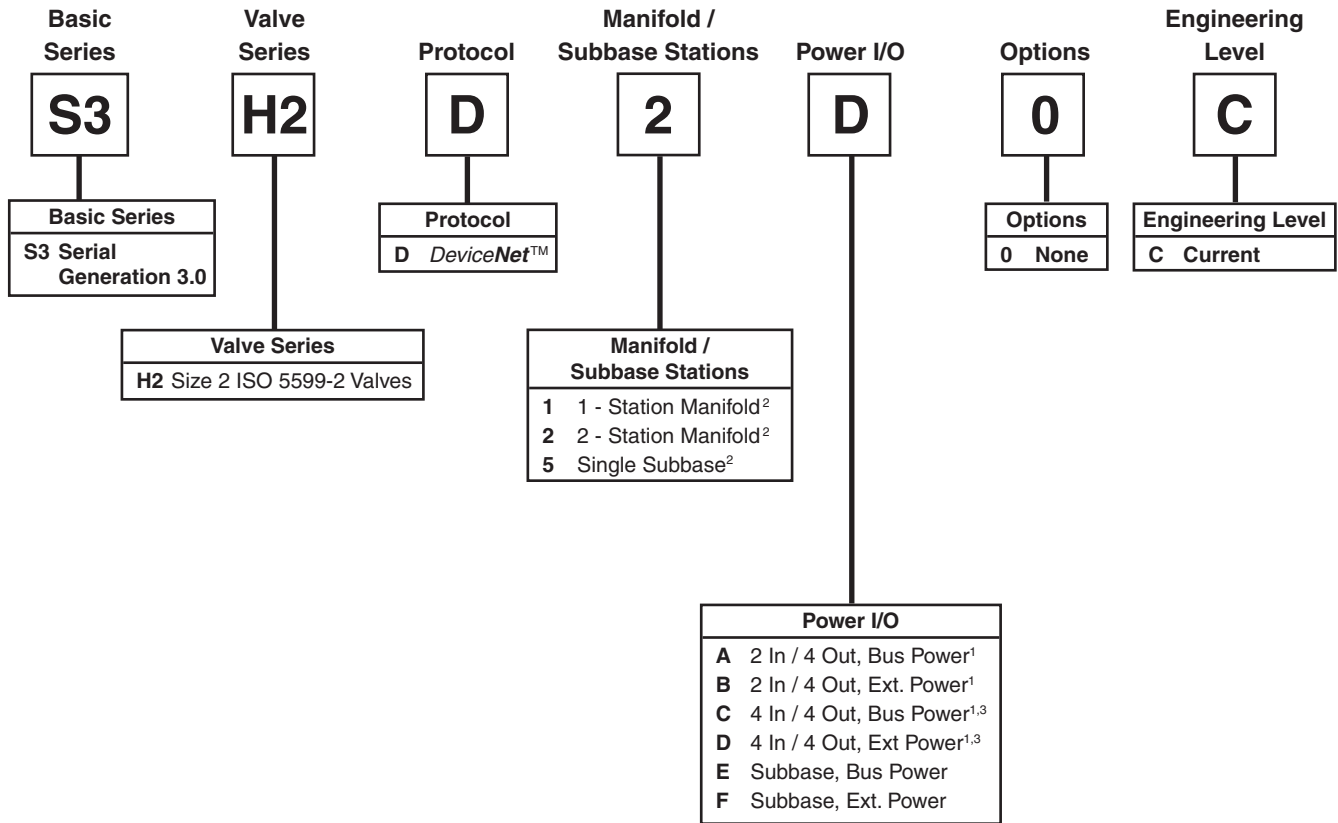 Basic
Series
Valve
Series
Protocol
Manifold /
Subbase Stations
Power I/O
Options
Engineering
Level
S3
H2
D
2
D
0
C
Basic Series
S3 Serial
Generation 3.0
Protocol
D DeviceNet™
Options
0 None
Engineering Level
C Current
Valve Series
H2 Size 2 ISO 5599-2 Valves
Manifold /
Subbase Stations
1 1 - Station Manifold²
2 2 - Station Manifold²
5 Single Subbase²
Power I/O
A 2 In / 4 Out, Bus Power¹
B 2 In / 4 Out, Ext. Power¹
C 4 In / 4 Out, Bus Power¹,³
D 4 In / 4 Out, Ext Power¹,³
E Subbase, Bus Power
F Subbase, Ext. Power